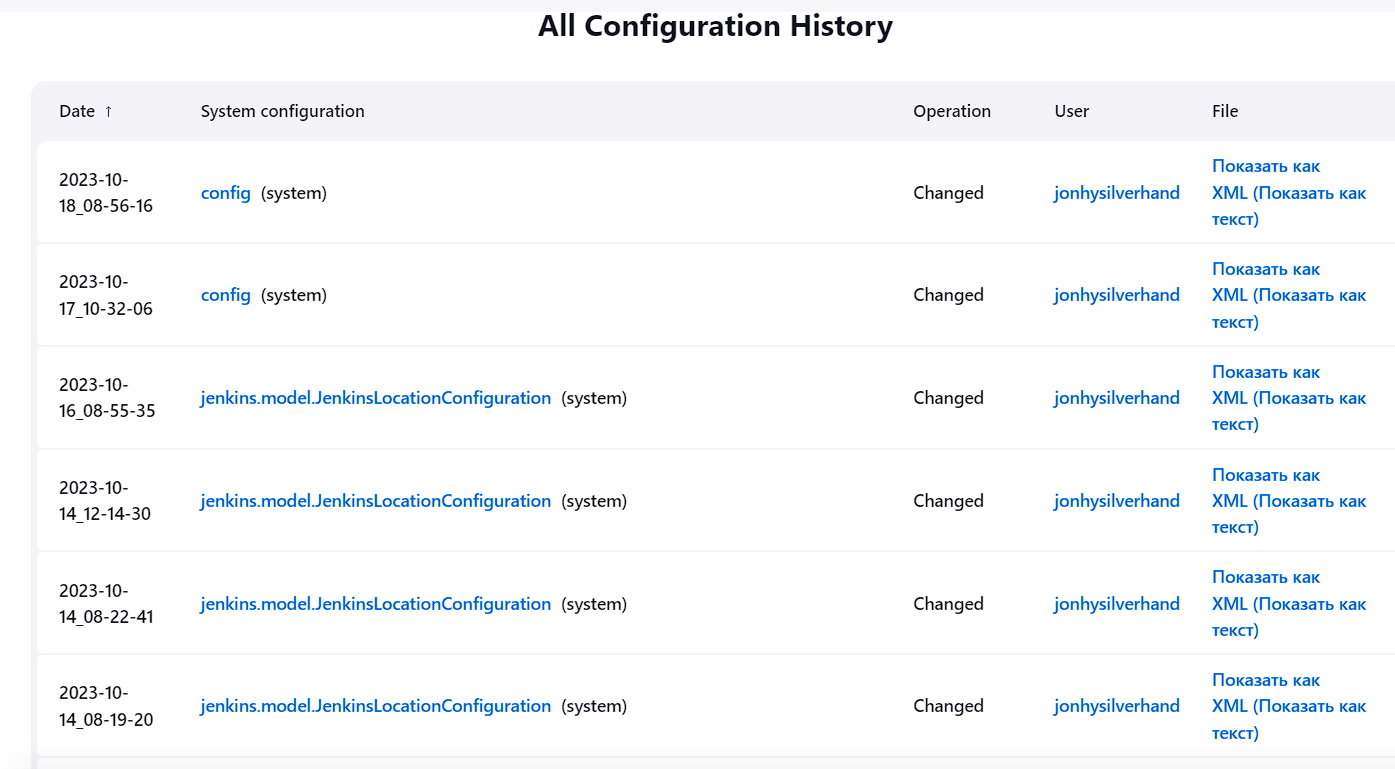 All Configuration History
Date ↑ System configuration Operation User File
2023-10-
18_08-56-16
config (system)
Changed
jonhysilverhand
Показать как
XML (Показать как
текст)
2023-10-
17_10-32-06
config (system)
Changed
jonhysilverhand
Показать как
XML (Показать как
текст)
2023-10-
16_08-55-35
jenkins.model.JenkinsLocationConfiguration (system)
Changed
jonhysilverhand
Показать как
XML (Показать как
текст)
2023-10-
14_12-14-30
jenkins.model.JenkinsLocationConfiguration (system)
Changed
jonhysilverhand
Показать как
XML (Показать как
текст)
2023-10-
14_08-22-41
jenkins.model.JenkinsLocationConfiguration (system)
Changed
jonhysilverhand
Показать как
XML (Показать как
текст)
2023-10-
14_08-19-20
jenkins.model.JenkinsLocationConfiguration (system)
Changed
jonhysilverhand
Показать как
XML (Показать как
текст)